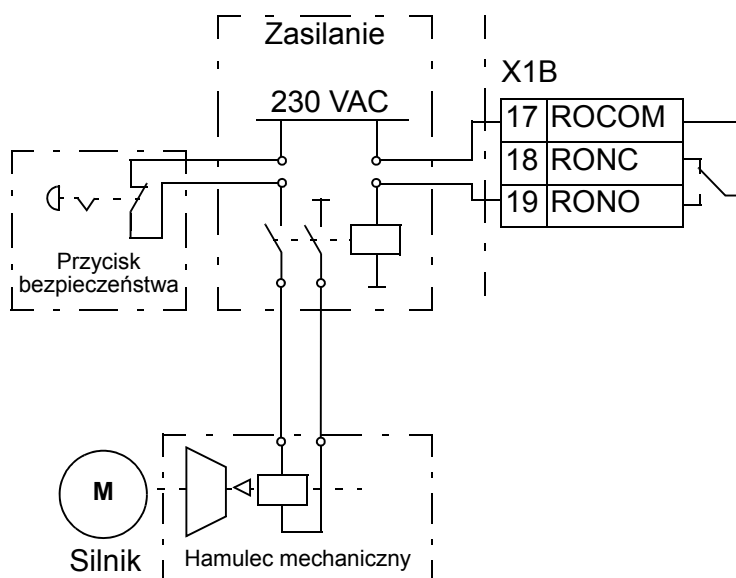 Zasilanie
230 VAC
X1B
17 ROCOM
18 RONC
19 RONO
Przycisk
bezpieczeństwa
M
Silnik
Hamulec mechaniczny